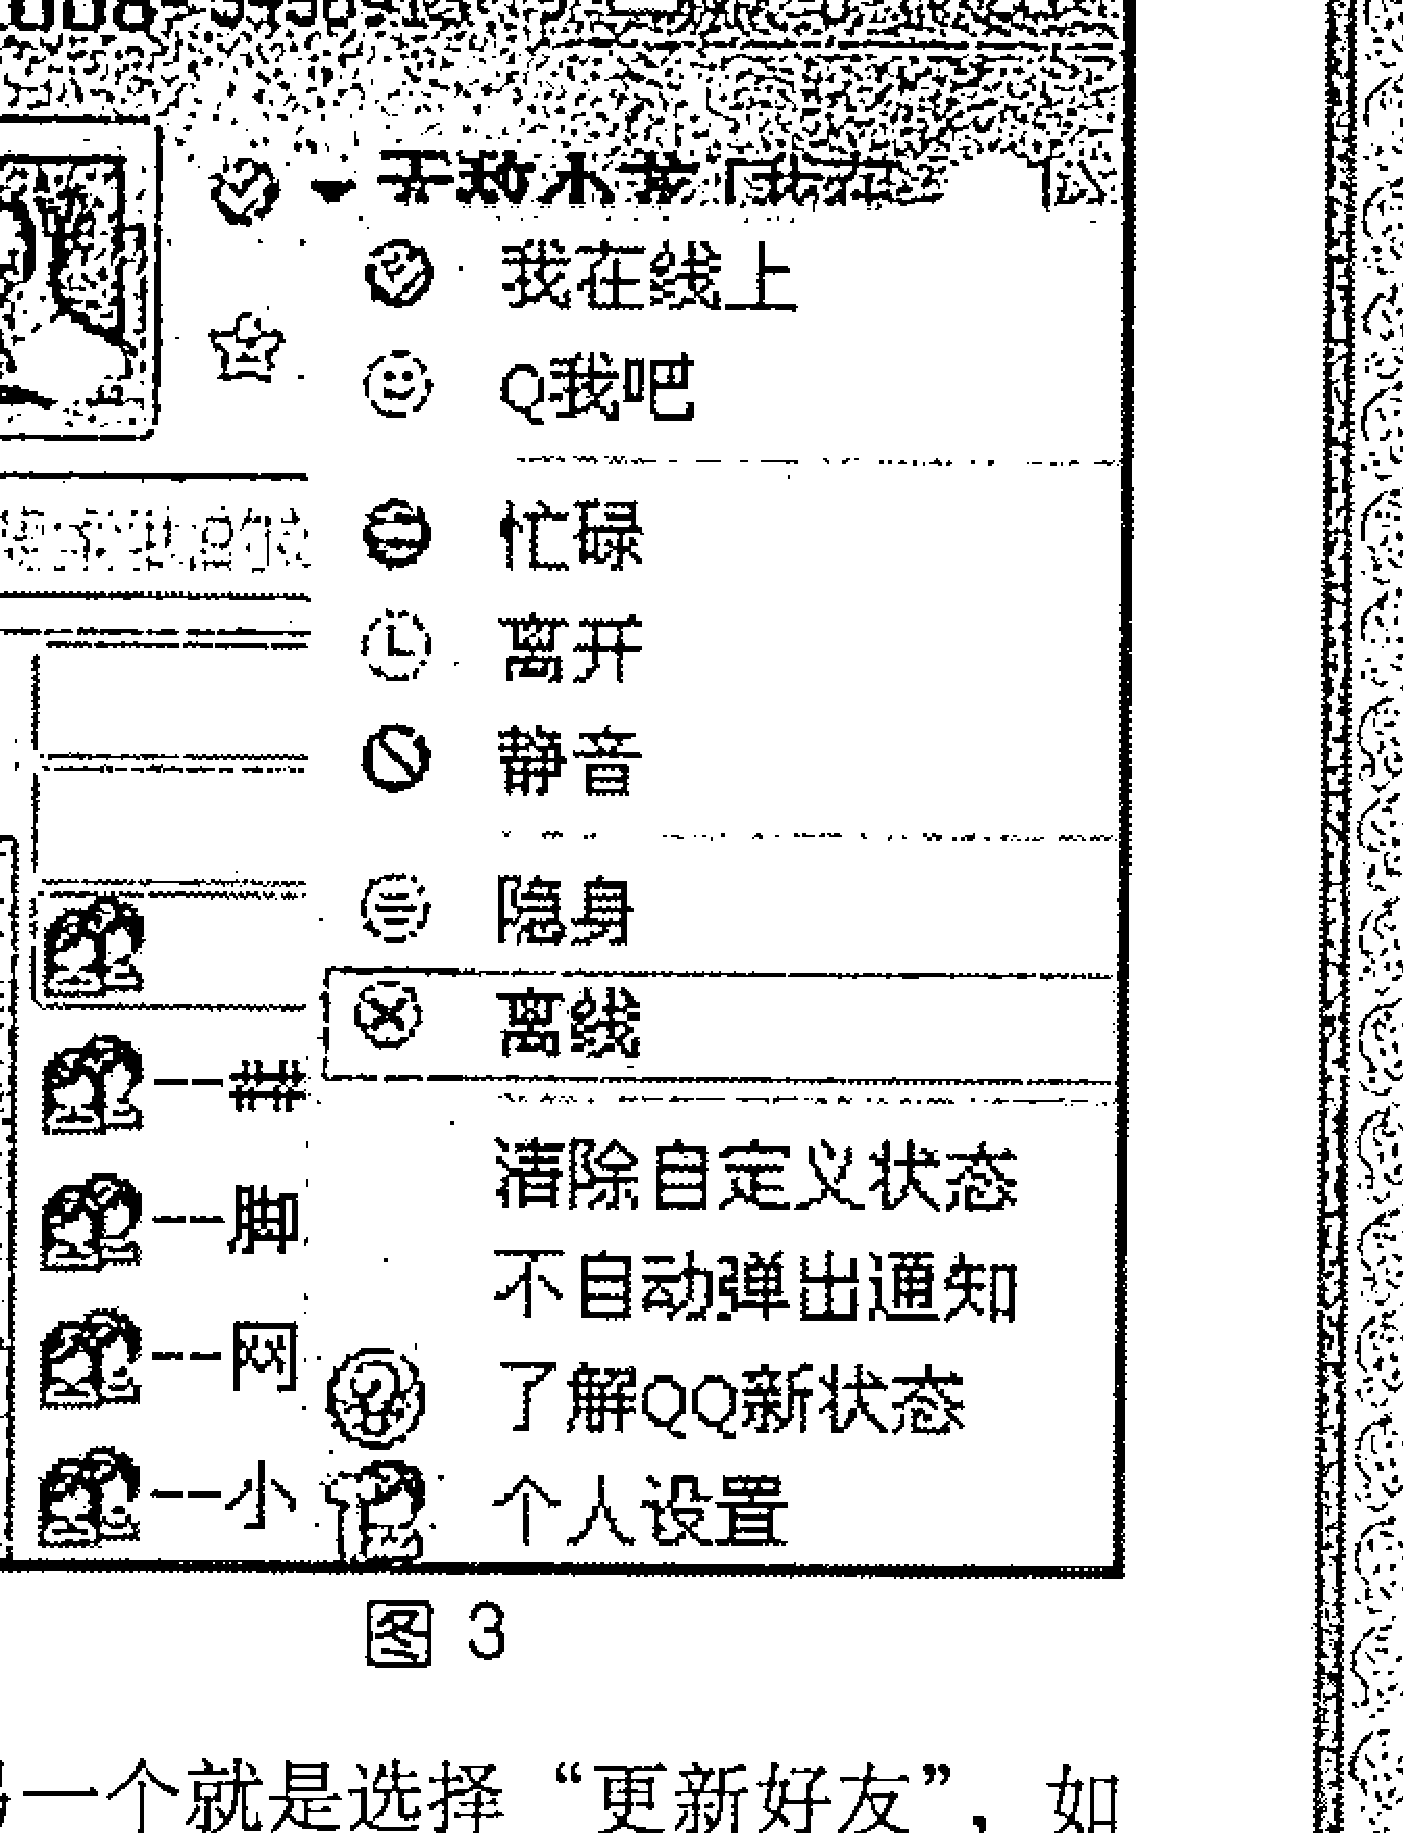 我在线上
Q我吧
忙碌
离开
静音
隐身
离线
清除自定义状态
--脚
不自动弹出通知
--网
了解QQ新状态
--小
个人设置
图 3
一个就是选择“更新好友”，如